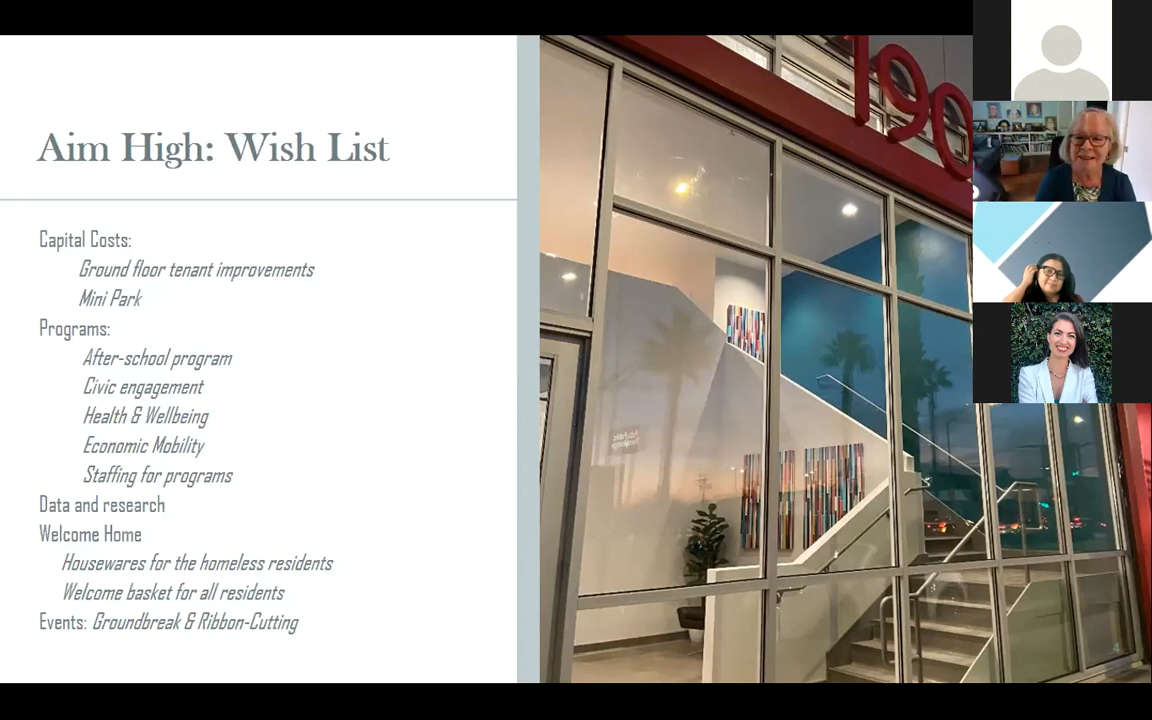 Aim High: Wish List
Capital Costs:
Ground floor tenant improvements
Mini Park
Programs:
After-school program
Civic engagement
Health & Wellbeing
Economic Mobility
Staffing for programs
Data and research
Welcome Home
Housewares for the homeless residents
Welcome basket for all residents
Events: Groundbreak & Ribbon-Cutting
190